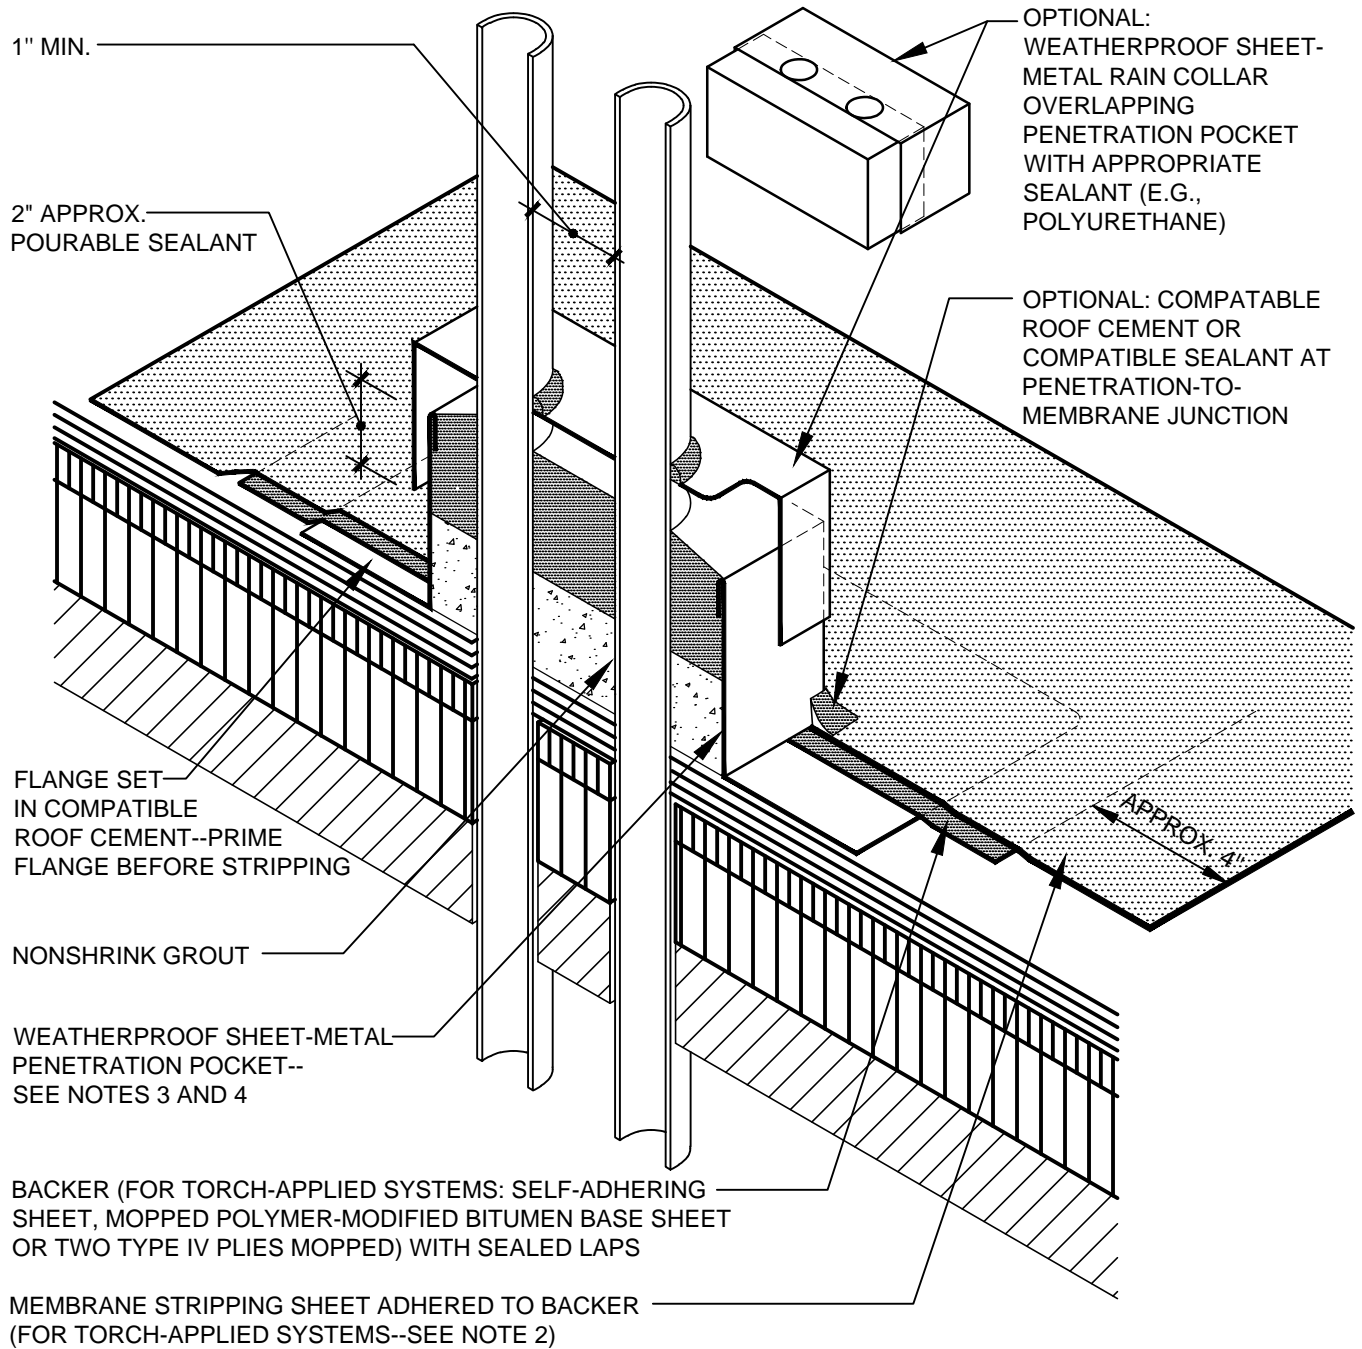 1" MIN.
2" APPROX.
POURABLE SEALANT
OPTIONAL:
WEATHERPROOF SHEET-
METAL RAIN COLLAR
OVERLAPPING
PENETRATION POCKET
WITH APPROPRIATE
SEALANT (E.G.,
POLYURETHANE)
OPTIONAL: COMPATABLE
ROOF CEMENT OR
COMPATIBLE SEALANT AT
PENETRATION-TO-
MEMBRANE JUNCTION
APPROX. 4"
FLANGE SET
IN COMPATIBLE
ROOF CEMENT--PRIME
FLANGE BEFORE STRIPPING
NONSHRINK GROUT
WEATHERPROOF SHEET-METAL
PENETRATION POCKET--
SEE NOTES 3 AND 4
BACKER (FOR TORCH-APPLIED SYSTEMS: SELF-ADHERING
SHEET, MOPPED POLYMER-MODIFIED BITUMEN BASE SHEET
OR TWO TYPE IV PLIES MOPPED) WITH SEALED LAPS
MEMBRANE STRIPPING SHEET ADHERED TO BACKER
(FOR TORCH-APPLIED SYSTEMS--SEE NOTE 2)